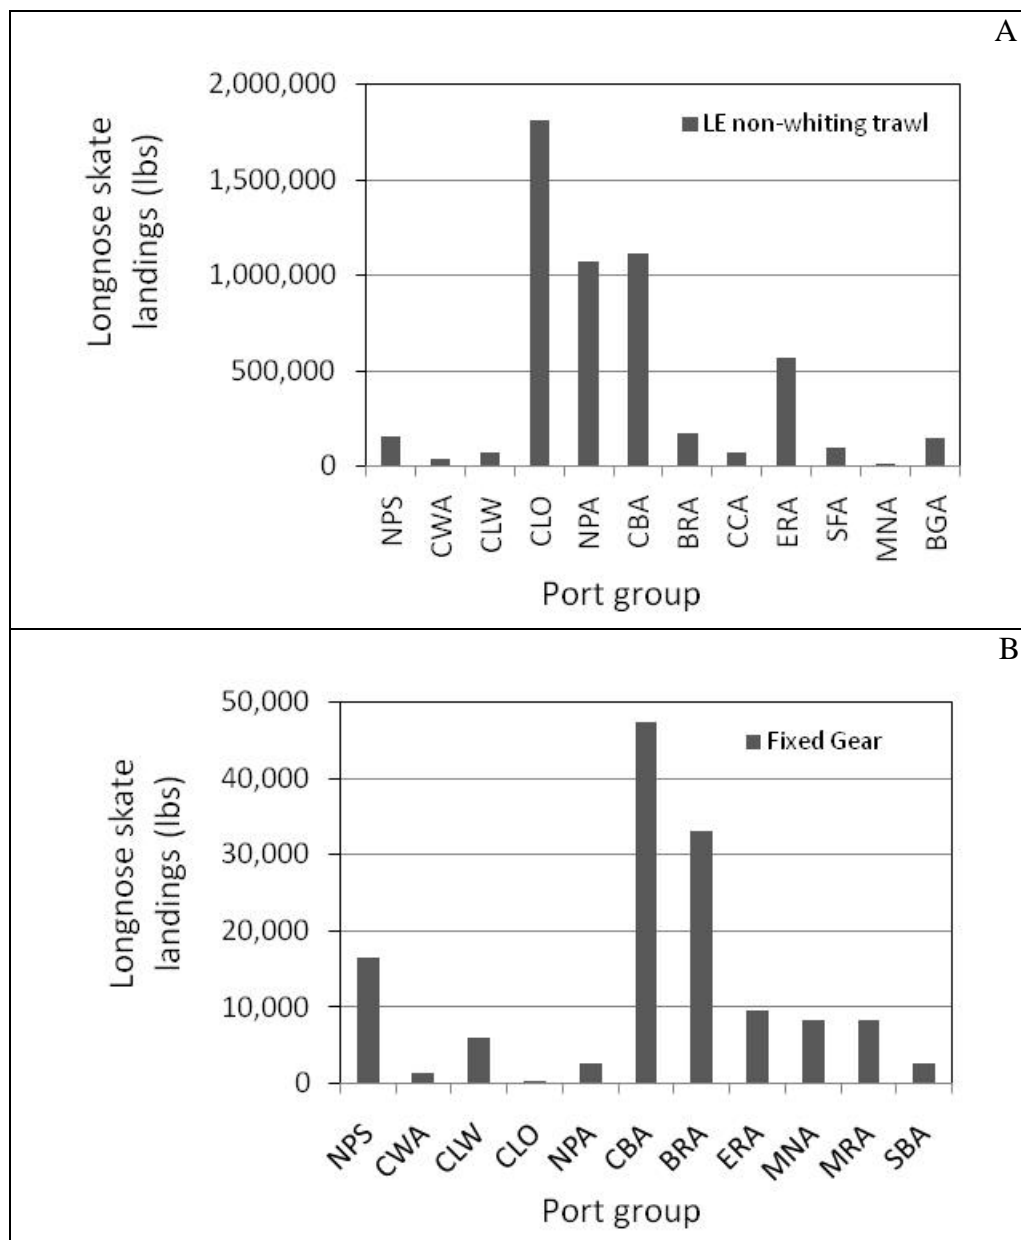 A
2,000,000
1,500,000
1,000,000
500,000
0
Longnose skate
landings (lbs)
LE non-whiting trawl
NPS CWA CLW CLO NPA CBA BRA CCA ERA SFA MNA BGA
Port group
B
50,000
40,000
30,000
20,000
10,000
0
Longnose skate
landings (lbs)
Fixed Gear
NPS CWA CLW CLO NPA CBA BRA ERA MNA MRA SBA
Port group